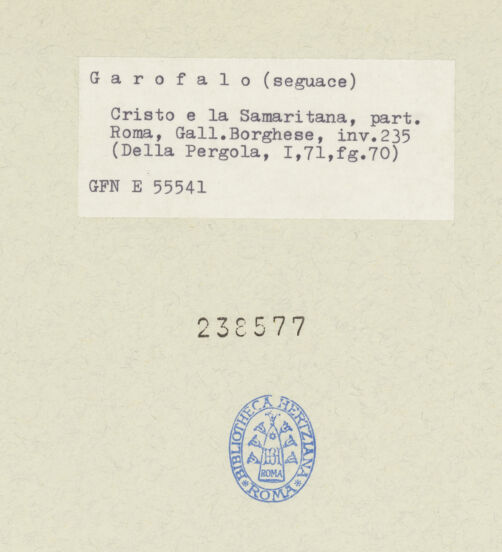 G a r o f a l o (seguace)
Cristo e la Samaritana, part.
Roma, Gall.Borghese, inv.235
(Della Pergola, I,71,fg.70)
GFN E 55541
238577
BIBLIOTHECA HERTZIANA
ROMA
*ROMA*